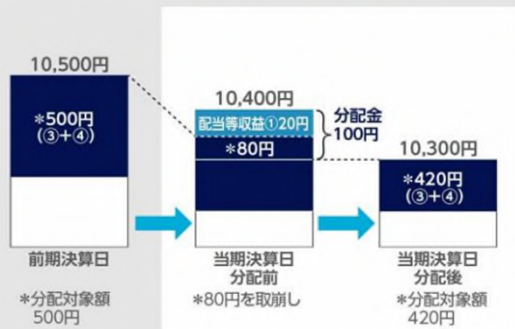 10,500円
*500円
(③+④)
前期決算日
*分配対象額
500円
10,400円
配当等収益①20円
*80円
分配金
100円
当期決算日
分配前
*80円を取崩し
10,300円
*420円
(③+④)
当期決算日
分配後
*分配対象額
420円